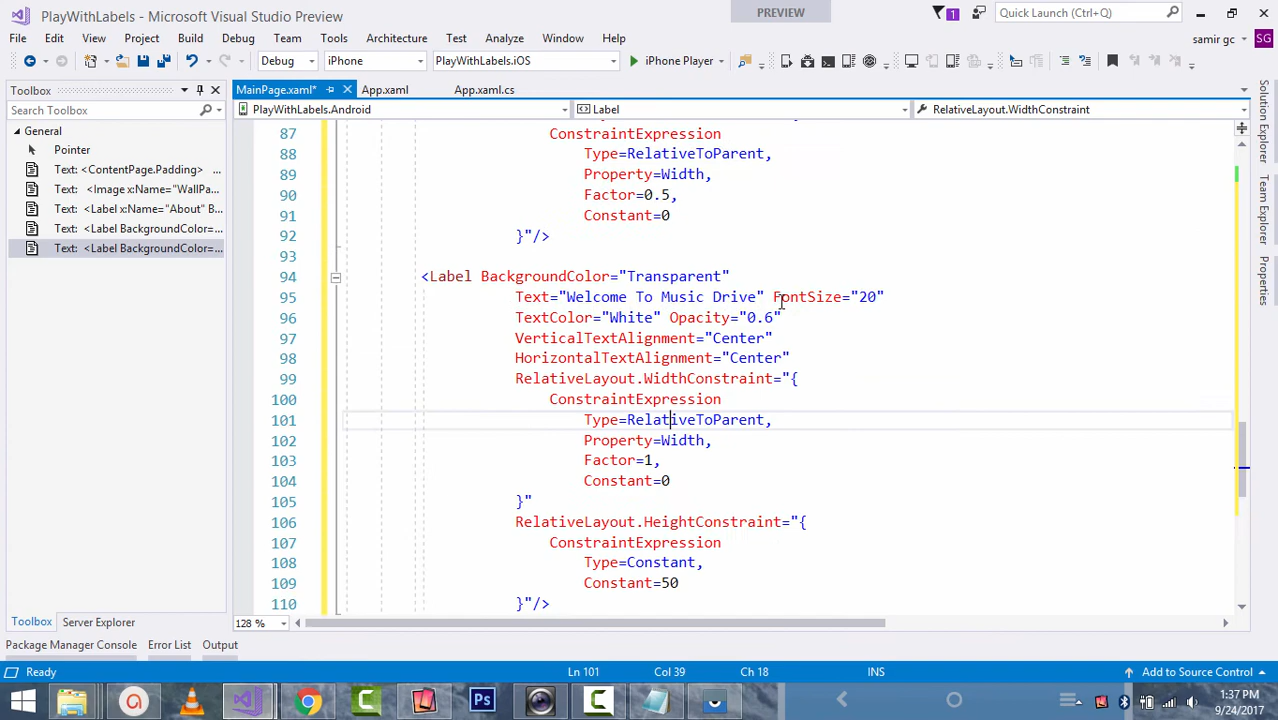 PlayWithLabels - Microsoft Visual Studio Preview
PREVIEW
1
Quick Launch (Ctrl+Q)
File Edit View Project Build Debug Team Tools Architecture Test Analyze Window Help
samir gc
SG
Debug
iPhone
PlayWithLabels.iOS
iPhone Player
Toolbox
MainPage.xaml*
App.xaml
App.xaml.cs
Search Toolbox
PlayWithLabels.Android
Label
RelativeLayout.WidthConstraint
General
Pointer
Text: <ContentPage.Padding> ...
Text: <Image x:Name="WallPa...
Text: <Label x:Name="About" B...
Text: <Label BackgroundColor=...
Text: <Label BackgroundColor=...
87 ConstraintExpression
88 Type=RelativeToParent,
89 Property=Width,
90 Factor=0.5,
91 Constant=0
92 }"/>
93
94 <Label BackgroundColor="Transparent"
95 Text="Welcome To Music Drive" FontSize="20"
96 TextColor="White" Opacity="0.6"
97 VerticalTextAlignment="Center"
98 HorizontalTextAlignment="Center"
99 RelativeLayout.WidthConstraint="{
100 ConstraintExpression
101 Type=RelativeToParent,
102 Property=Width,
103 Factor=1,
104 Constant=0
105 }"
106 RelativeLayout.HeightConstraint="{
107 ConstraintExpression
108 Type=Constant,
109 Constant=50
110 }"/>
Solution Explorer
Team Explorer
Properties
Toolbox
Server Explorer
128 %
Package Manager Console
Error List
Output
Ready
Ln 101
Col 39
Ch 18
INS
Add to Source Control
Ps
1:37 PM
9/24/2017